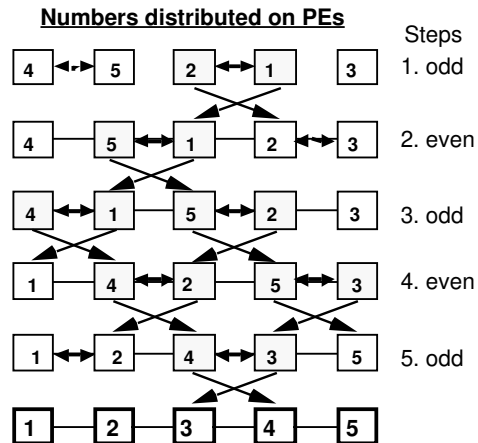 Numbers distributed on PEs
Steps
4 5 2 1 3 1. odd
4 5 1 2 3 2. even
4 1 5 2 3 3. odd
1 4 2 5 3 4. even
1 2 4 3 5 5. odd
1 2 3 4 5